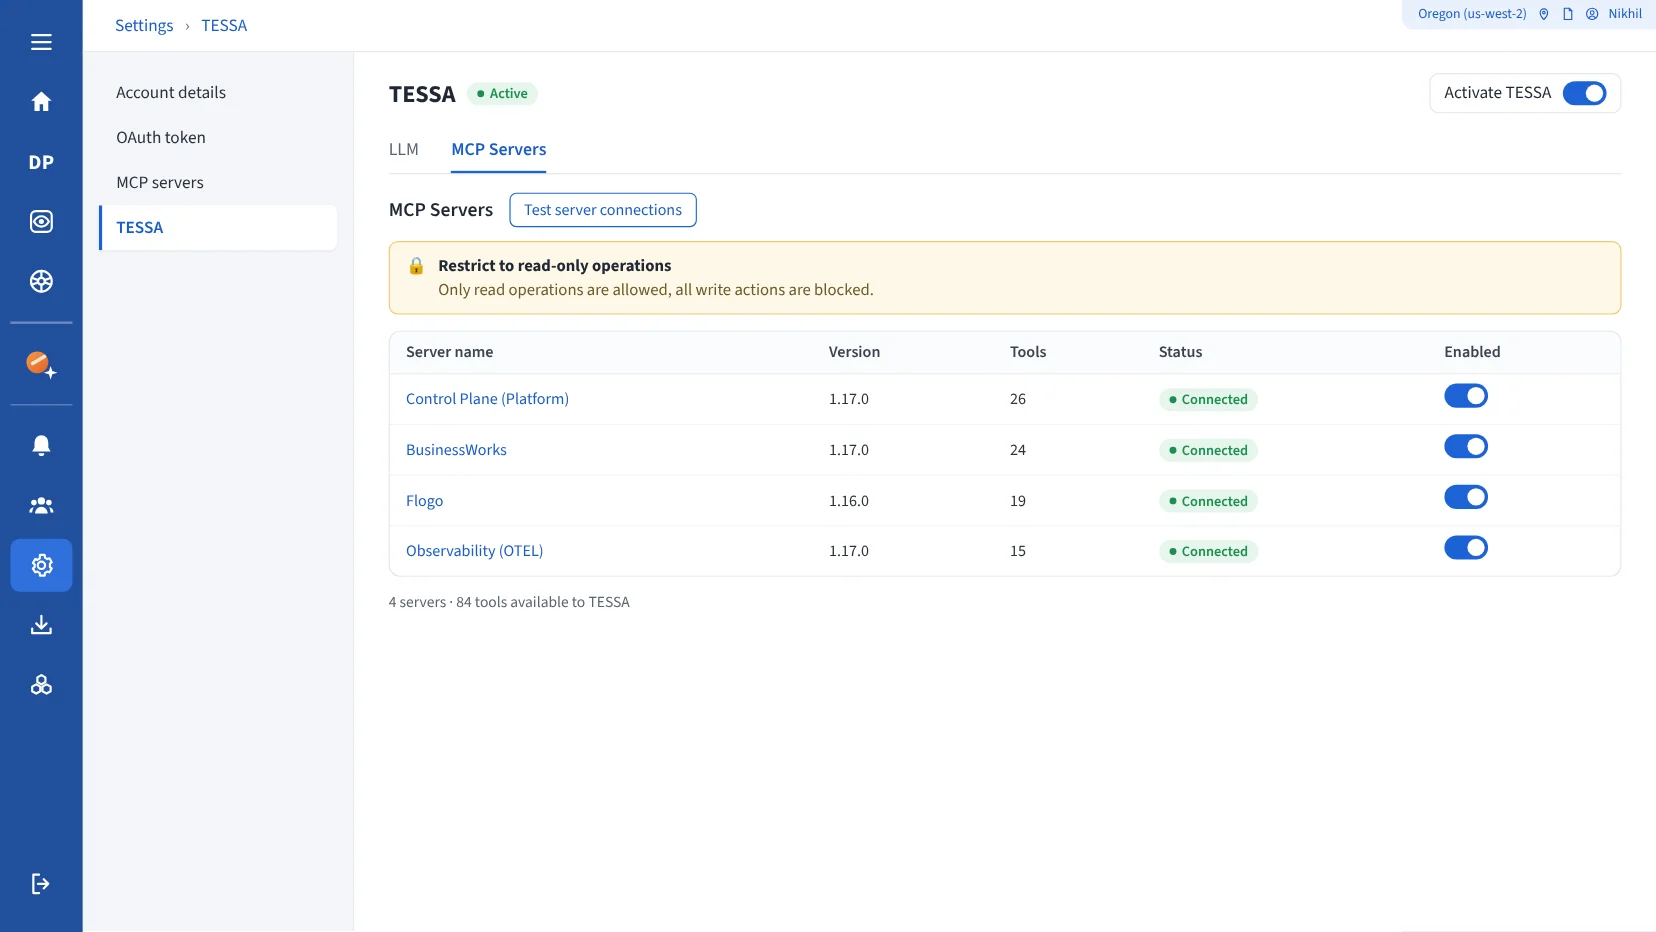 Settings › TESSA
Oregon (us-west-2) Nikhil
DP
Account details
OAuth token
MCP servers
TESSA
TESSA Active
Activate TESSA
LLM MCP Servers
MCP Servers Test server connections
Restrict to read-only operations
Only read operations are allowed, all write actions are blocked.
Server name Version Tools Status Enabled
Control Plane (Platform) 1.17.0 26 Connected
BusinessWorks 1.17.0 24 Connected
Flogo 1.16.0 19 Connected
Observability (OTEL) 1.17.0 15 Connected
4 servers · 84 tools available to TESSA